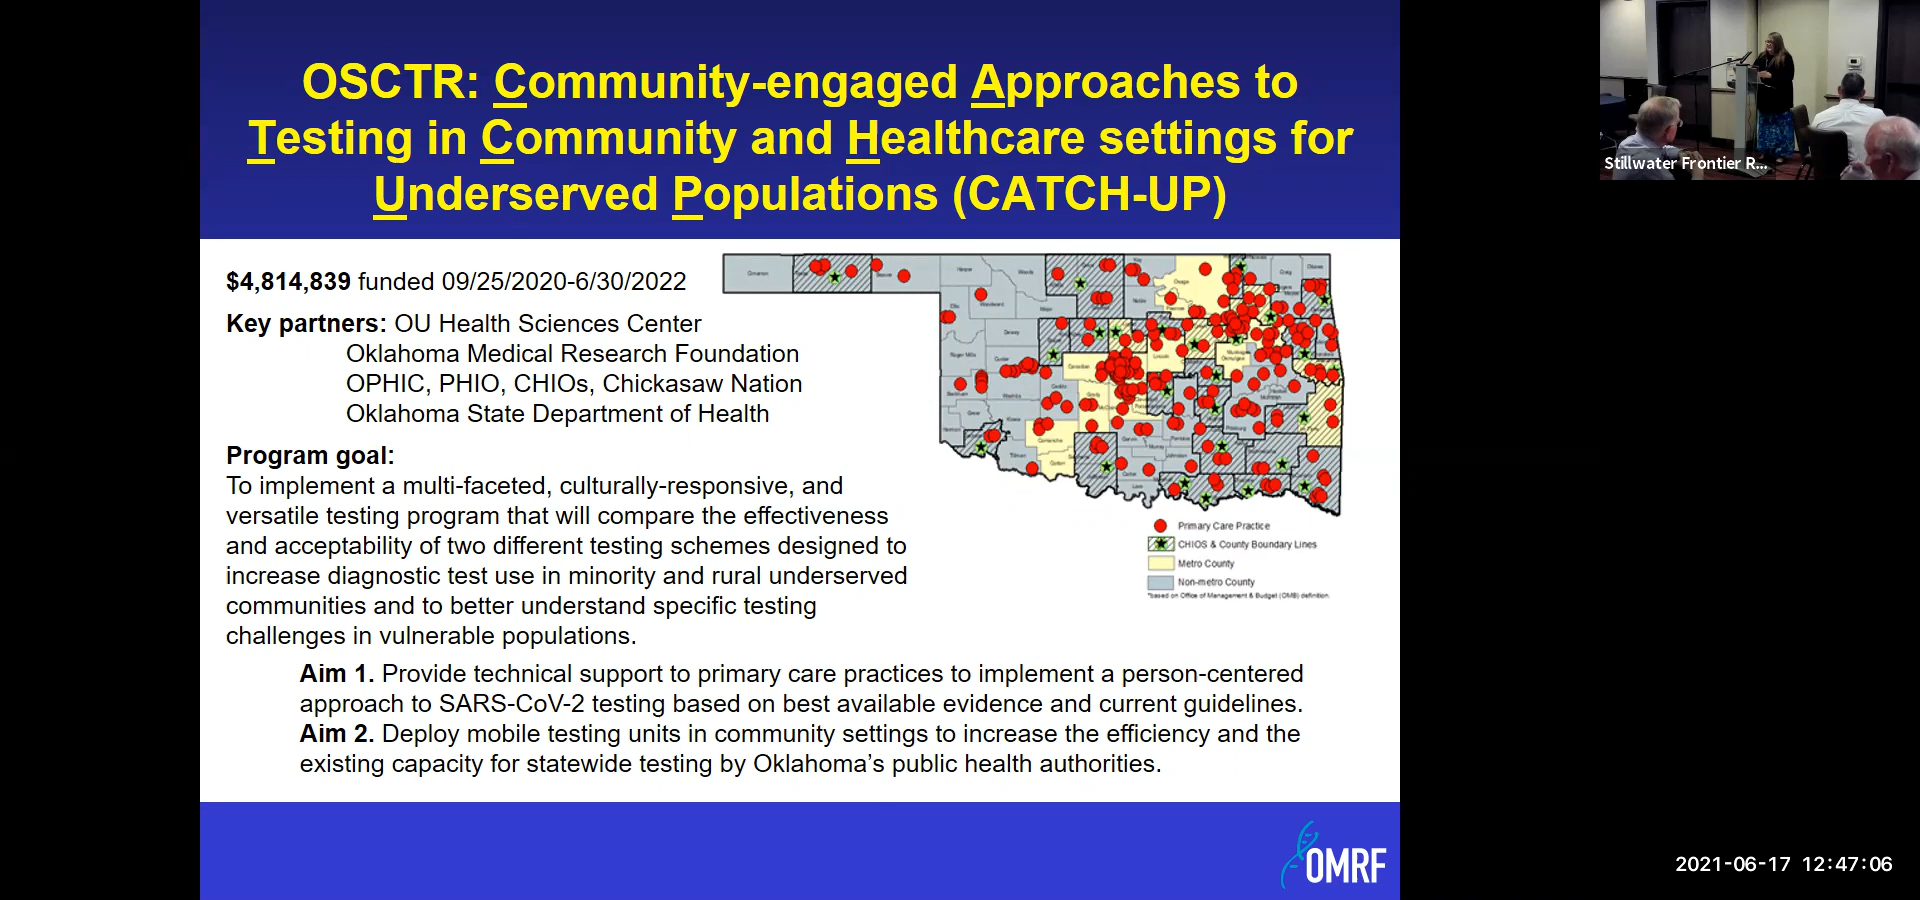 OSCTR: Community-engaged Approaches to
Testing in Community and Healthcare settings for
Underserved Populations (CATCH-UP)
$4,814,839 funded 09/25/2020-6/30/2022
Key partners: OU Health Sciences Center
Oklahoma Medical Research Foundation
OPHIC, PHIO, CHIOs, Chickasaw Nation
Oklahoma State Department of Health
Program goal:
To implement a multi-faceted, culturally-responsive, and
versatile testing program that will compare the effectiveness
and acceptability of two different testing schemes designed to
increase diagnostic test use in minority and rural underserved
communities and to better understand specific testing
challenges in vulnerable populations.
Primary Care Practice
CHIOS & County Boundary Lines
Metro County
Non-metro County
*based on Office of Management & Budget (OMB) definition.
Aim 1. Provide technical support to primary care practices to implement a person-centered
approach to SARS-CoV-2 testing based on best available evidence and current guidelines.
Aim 2. Deploy mobile testing units in community settings to increase the efficiency and the
existing capacity for statewide testing by Oklahoma’s public health authorities.
OMRF
Stillwater Frontier R...
2021-06-17 12:47:06